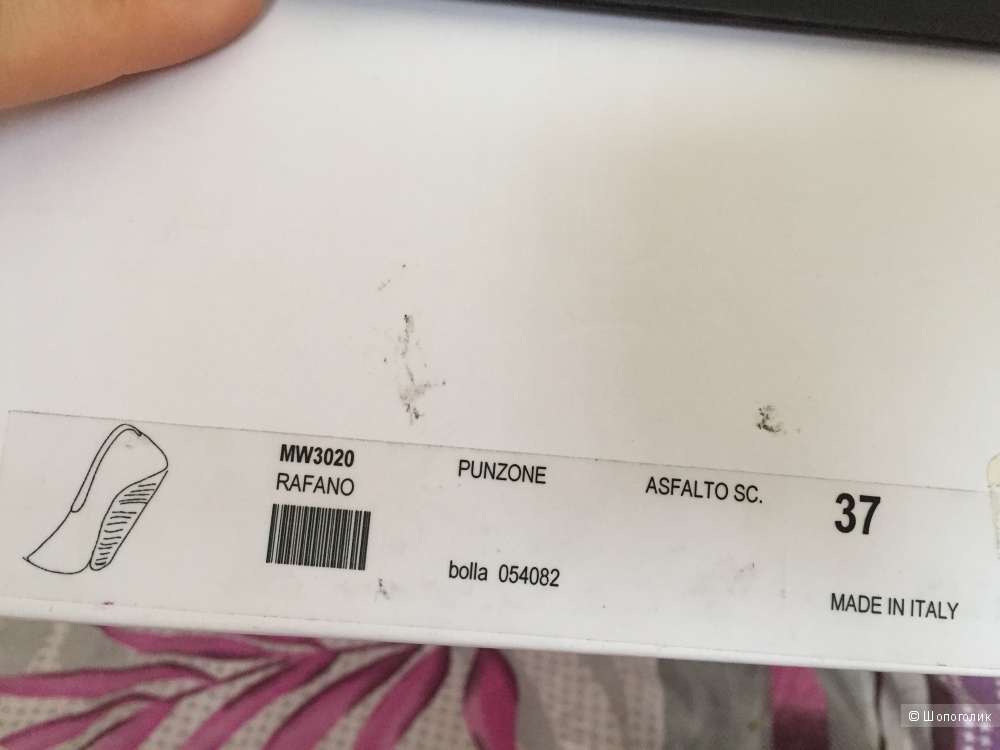 MW3020
RAFANO
PUNZONE
ASFALTO SC.
37
bolla 054082
MADE IN ITALY
© Шопоголик